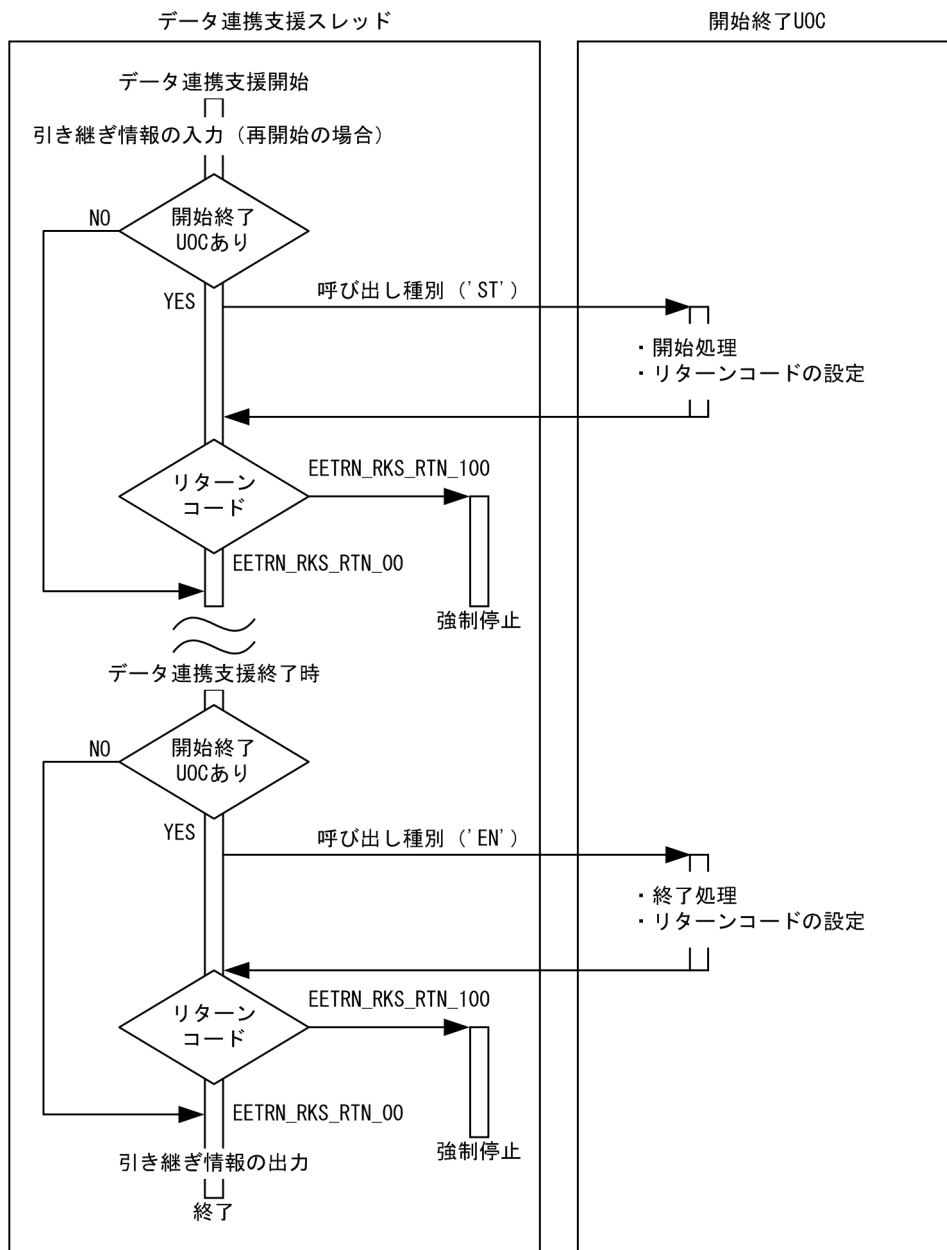 データ連携支援スレッド
開始終了UOC
データ連携支援開始
引き継ぎ情報の入力（再開始の場合）
NO
開始終了
UOCあり
YES
呼び出し種別（'ST'）
・開始処理
・リターンコードの設定
リターン
コード
EETRN_RKS_RTN_100
EETRN_RKS_RTN_00
強制停止
データ連携支援終了時
NO
開始終了
UOCあり
YES
呼び出し種別（'EN'）
・終了処理
・リターンコードの設定
リターン
コード
EETRN_RKS_RTN_100
EETRN_RKS_RTN_00
強制停止
引き継ぎ情報の出力
終了